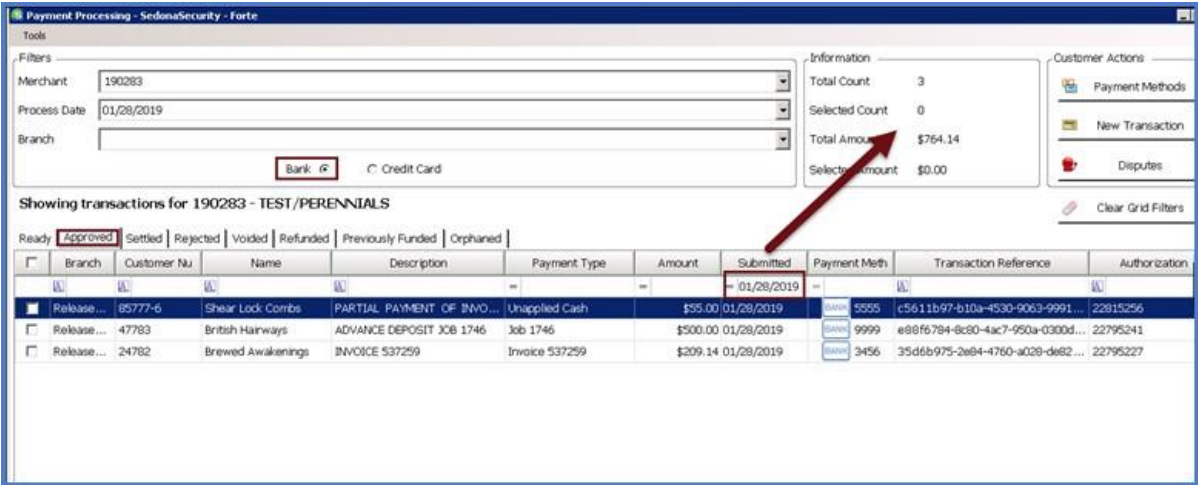 Payment Processing - SedonaSecurity - Forte
Tools
Filters
Merchant 190283
Process Date 01/28/2019
Branch
Bank Credit Card
Information
Total Count 3
Selected Count 0
Total Amount $764.14
Selected Amount $0.00
Customer Actions
Payment Methods
New Transaction
Disputes
Clear Grid Filters
Showing transactions for 190283 - TEST/PERENNIALS
Ready Approved Settled Rejected Voided Refunded Previously Funded Orphaned
Branch Customer Nu Name Description Payment Type Amount Submitted Payment Meth Transaction Reference Authorization
= = = 01/28/2019 =
Release... 85777-6 Shear Lock Combs PARTIAL PAYMENT OF INVO... Unapplied Cash $55.00 01/28/2019 BANK 5555 c5611b97-b10a-4530-9063-9991... 22815256
Release... 47783 British Hairways ADVANCE DEPOSIT JOB 1746 Job 1746 $500.00 01/28/2019 BANK 9999 e88f6784-8c80-4ac7-950a-0300d... 22795241
Release... 24782 Brewed Awakenings INVOICE 537259 Invoice 537259 $209.14 01/28/2019 BANK 3456 35d6b975-2e84-4760-a028-de82... 22795227